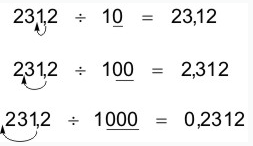 231,2 ÷ 10 = 23,12
231,2 ÷ 100 = 2,312
231,2 ÷ 1000 = 0,2312